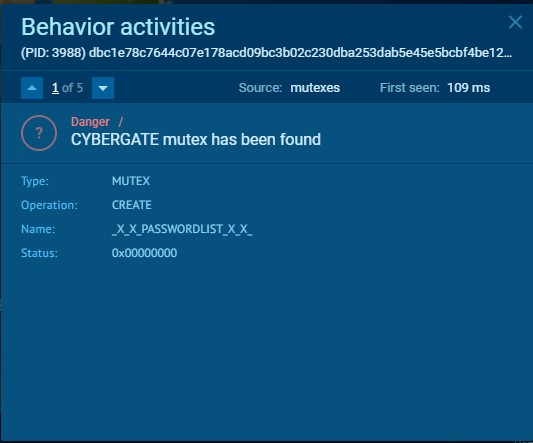 Behavior activities
(PID: 3988) dbc1e78c7644c07e178acd09bc3b02c230dba253dab5e45e5bcbf4be12...
1 of 5 Source: mutexes First seen: 109 ms
?
Danger /
CYBERGATE mutex has been found
Type: MUTEX
Operation: CREATE
Name: _X_X_PASSWORDLIST_X_X_
Status: 0x00000000